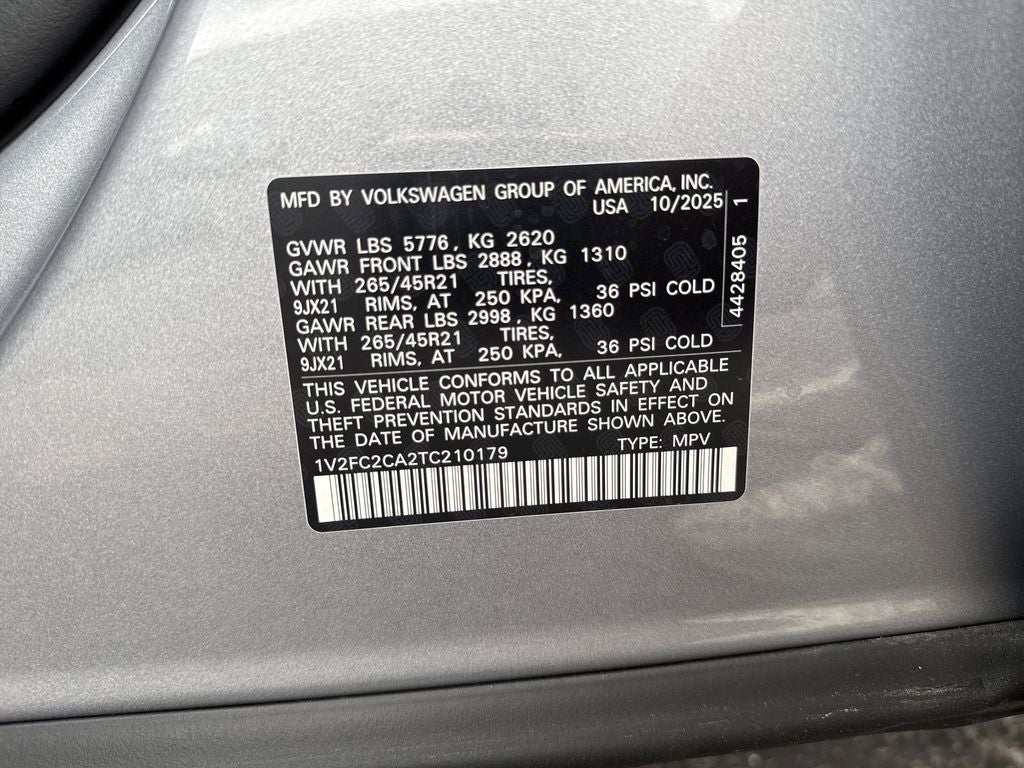 MFD BY VOLKSWAGEN GROUP OF AMERICA, INC.
USA 10/2025
GVWR LBS 5776, KG 2620
GAWR FRONT LBS 2888, KG 1310
WITH 265/45R21 TIRES,
9JX21 RIMS, AT 250 KPA, 36 PSI COLD
GAWR REAR LBS 2998, KG 1360
WITH 265/45R21 TIRES,
9JX21 RIMS, AT 250 KPA, 36 PSI COLD
4428405 1
THIS VEHICLE CONFORMS TO ALL APPLICABLE
U.S. FEDERAL MOTOR VEHICLE SAFETY AND
THEFT PREVENTION STANDARDS IN EFFECT ON
THE DATE OF MANUFACTURE SHOWN ABOVE.
1V2FC2CA2TC210179 TYPE: MPV